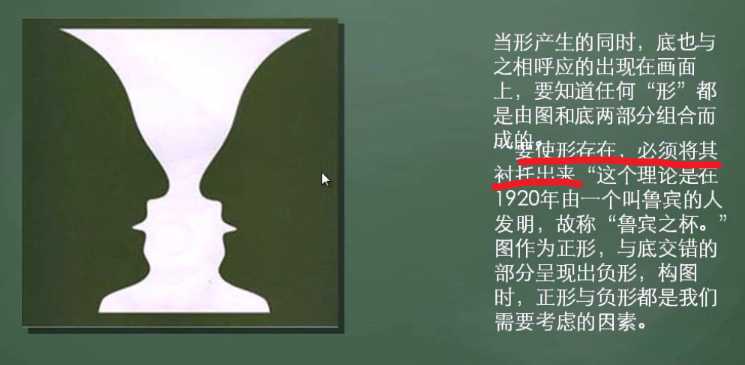 当形产生的同时，底也与
之相呼应的出现在画面
上，要知道任何“形”都
是由图和底两部分组合而
成的。
“要使形存在，必须将其
衬托出来“这个理论是在
1920年由一个叫鲁宾的人
发明，故称“鲁宾之杯。”
图作为正形，与底交错的
部分呈现出负形，构图
时，正形与负形都是我们
需要考虑的因素。